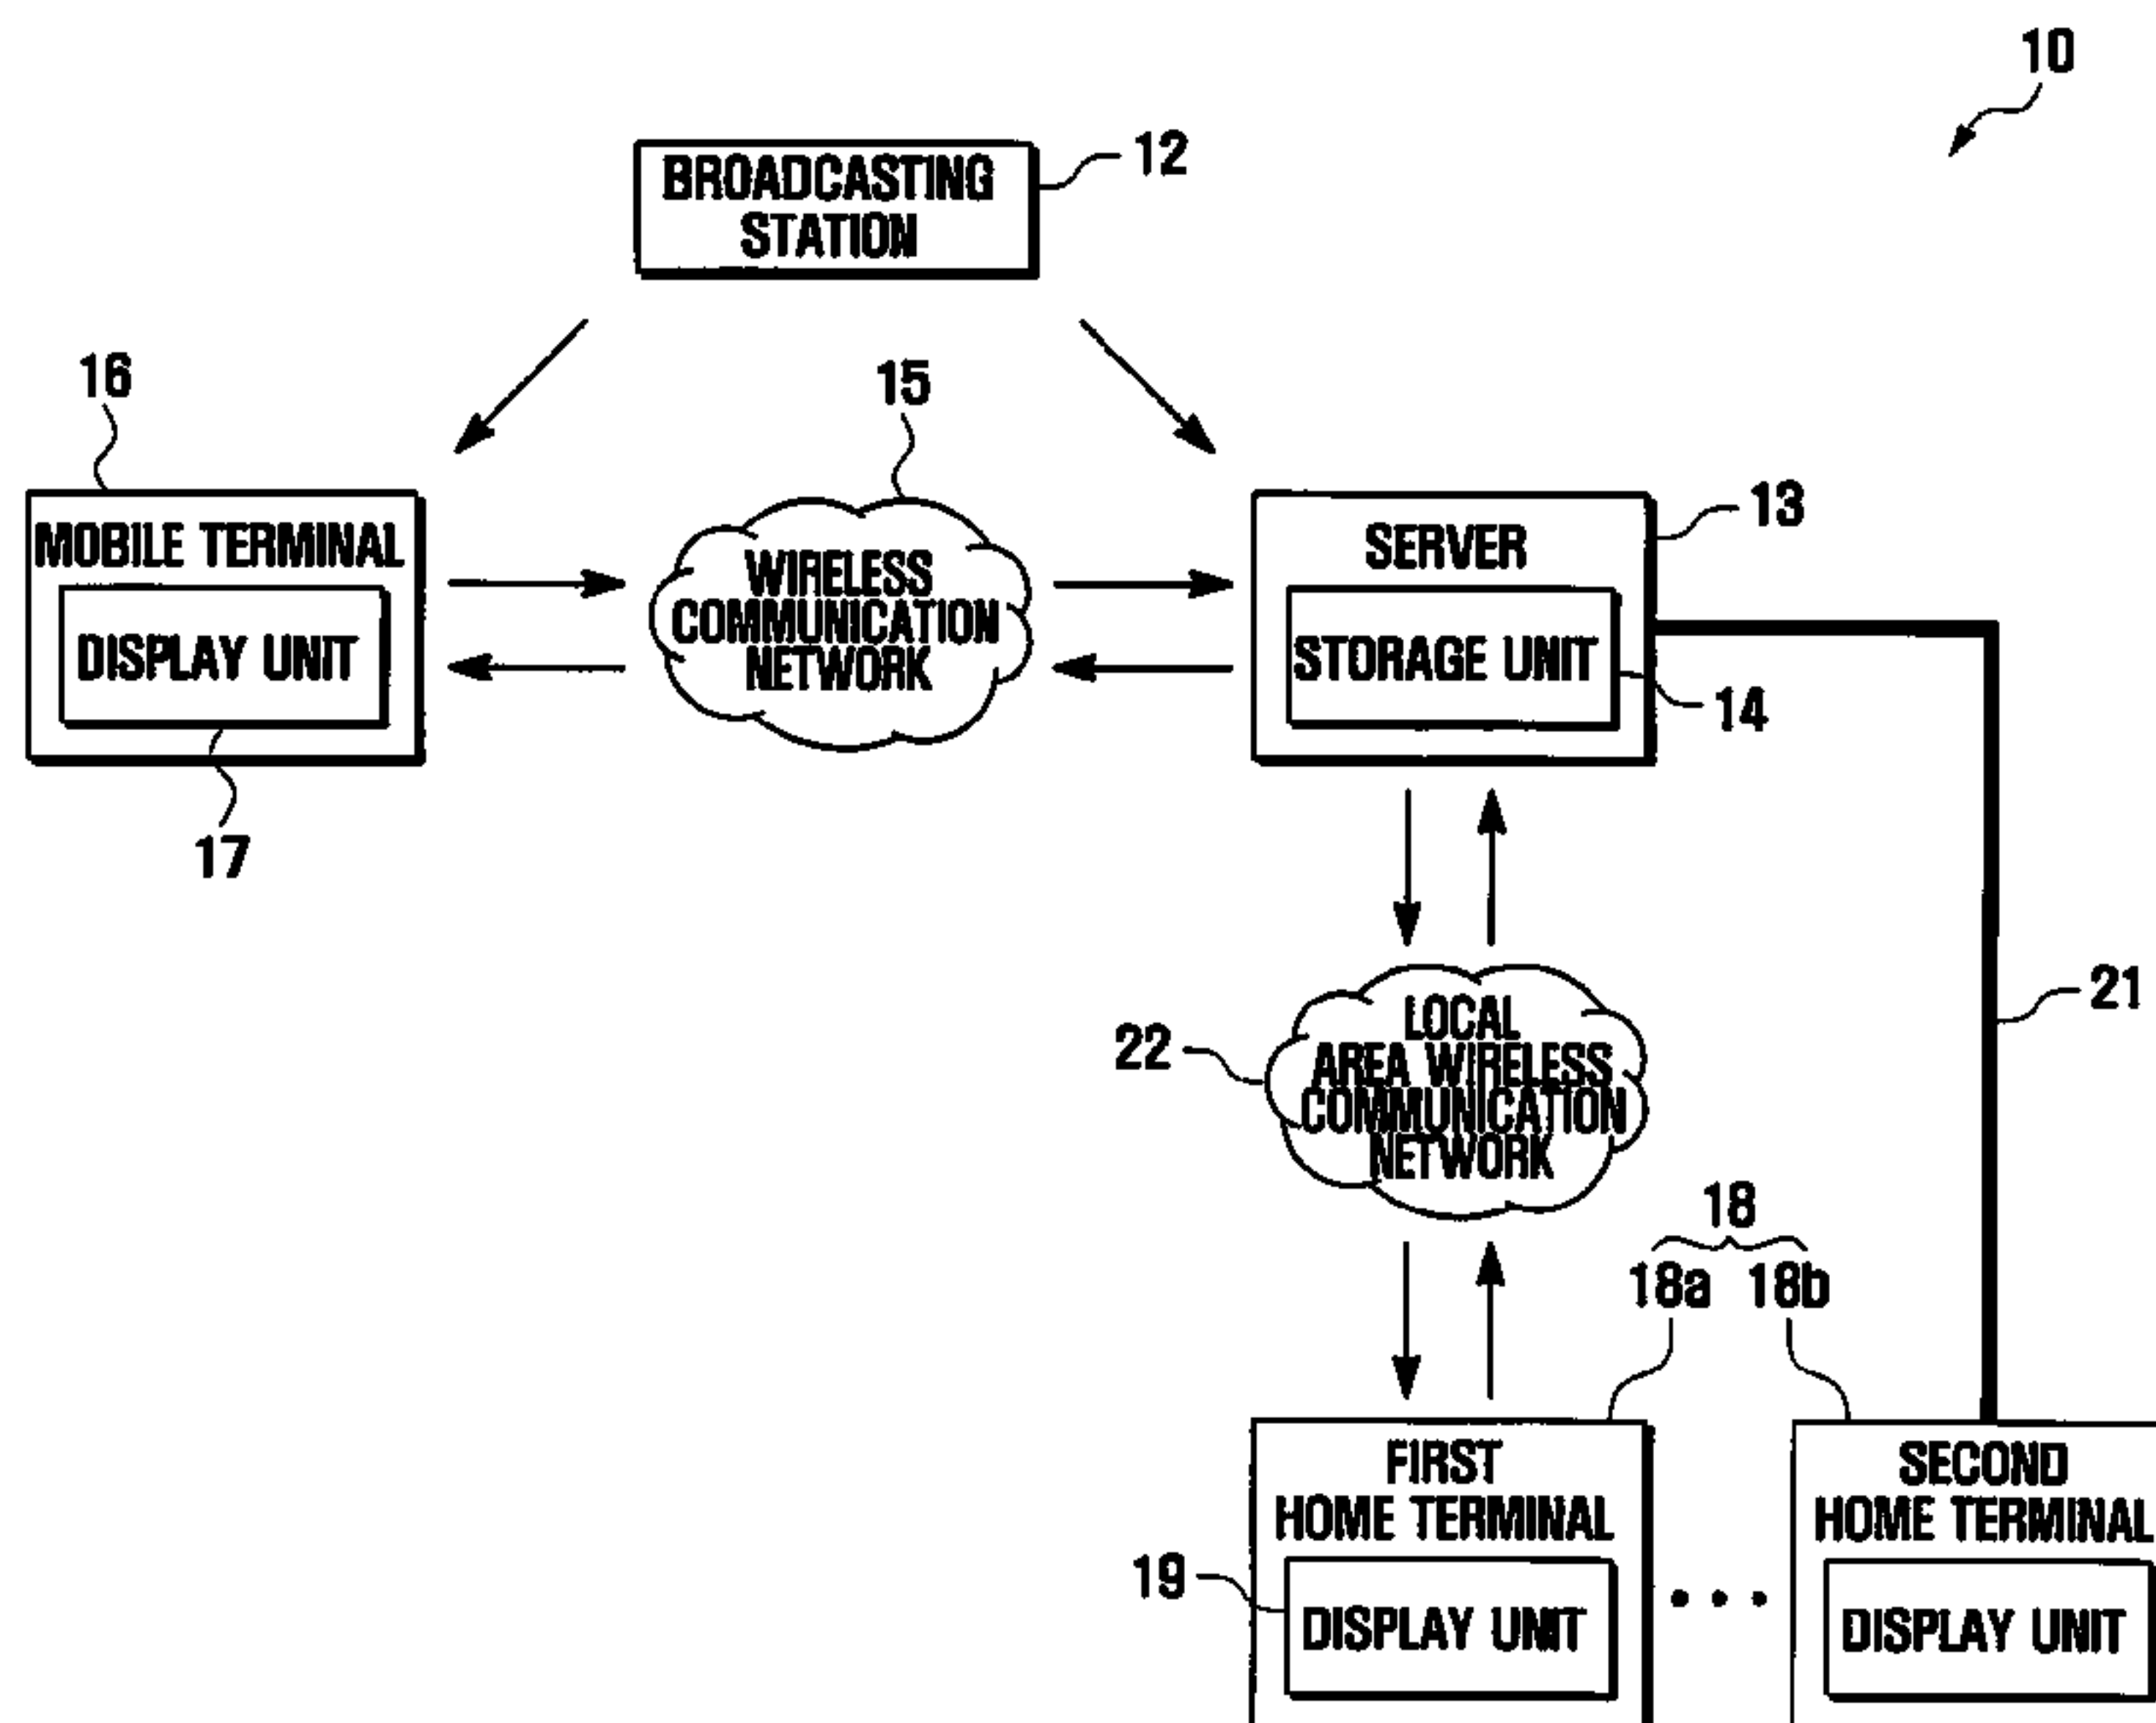 10
BROADCASTING
STATION
12
16
15
13
MOBILE TERMINAL
DISPLAY UNIT
17
WIRELESS
COMMUNICATION
NETWORK
SERVER
STORAGE UNIT
14
21
22
LOCAL
AREA WIRELESS
COMMUNICATION
NETWORK
18
18a 18b
FIRST
HOME TERMINAL
19
DISPLAY UNIT
SECOND
HOME TERMINAL
DISPLAY UNIT